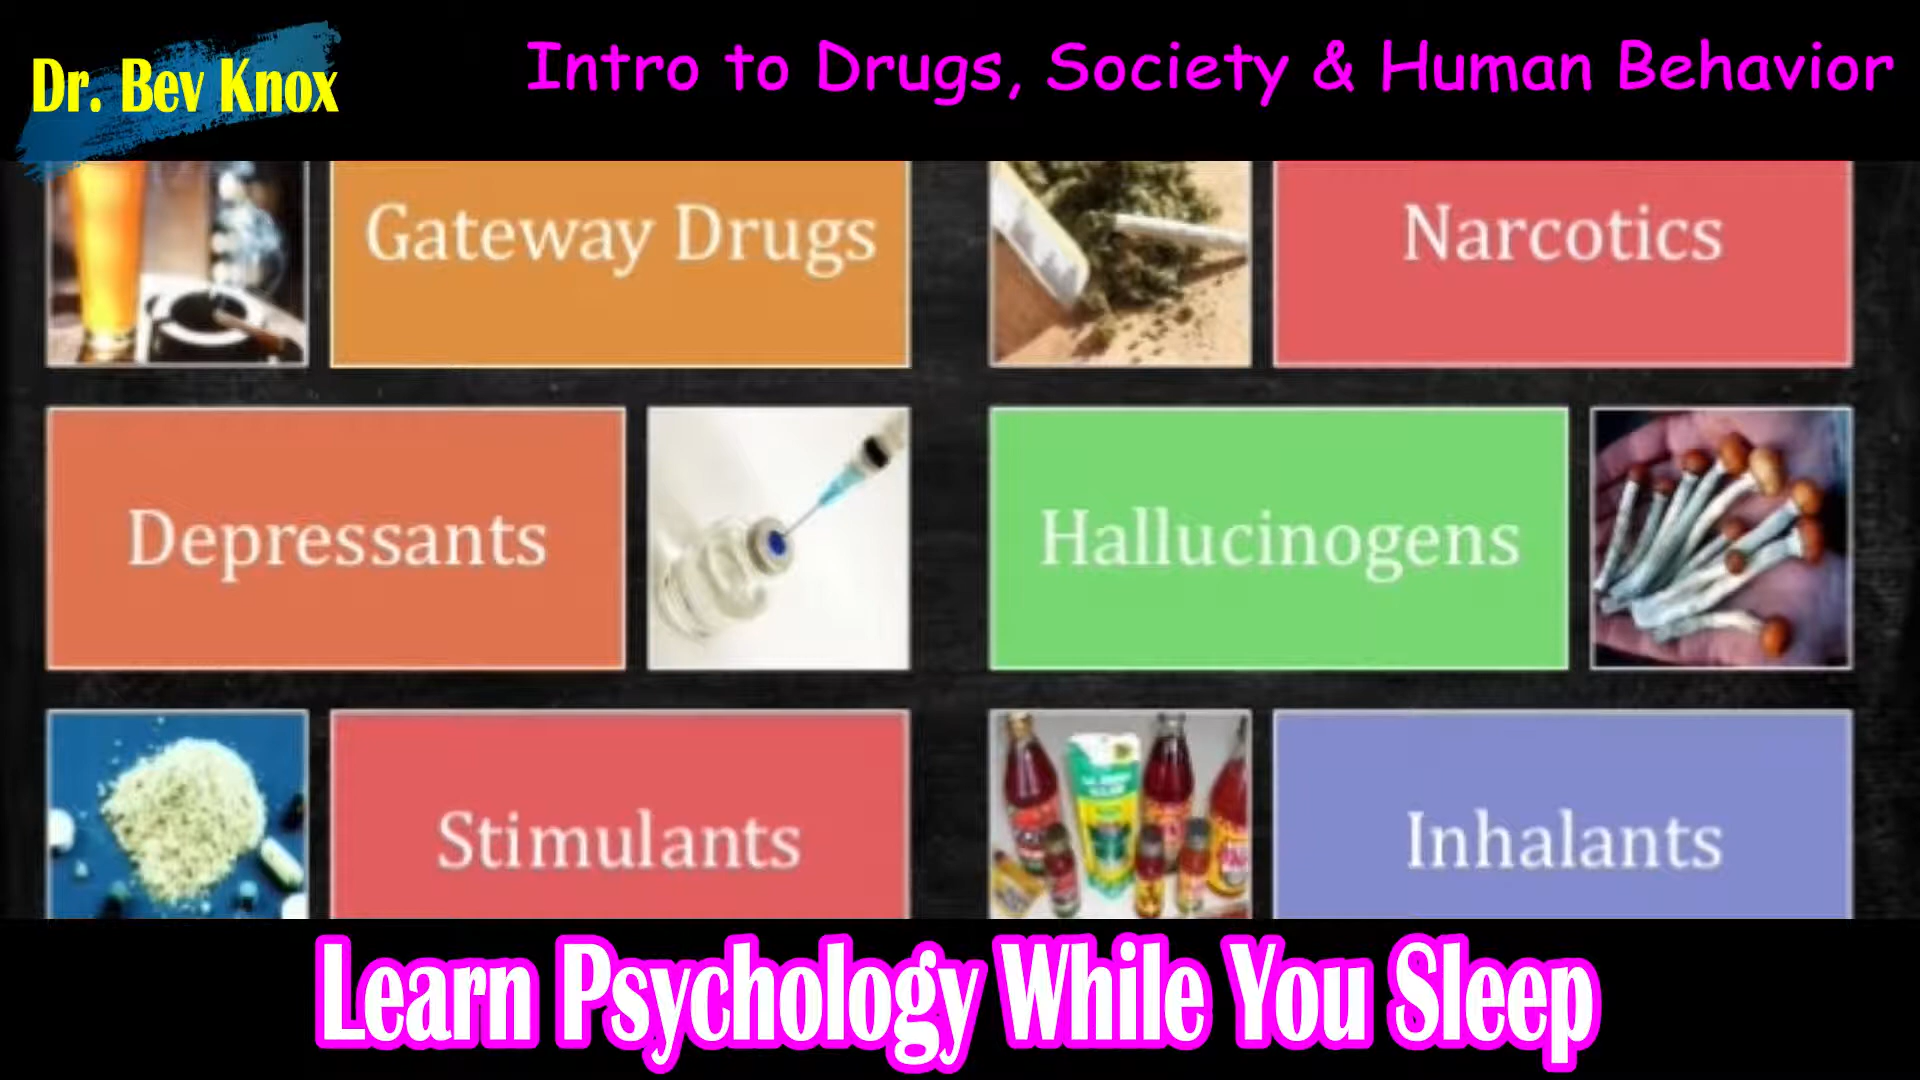 Dr. Bev Knox
Intro to Drugs, Society & Human Behavior
Gateway Drugs
Narcotics
Depressants
Hallucinogens
Stimulants
Inhalants
Learn Psychology While You Sleep